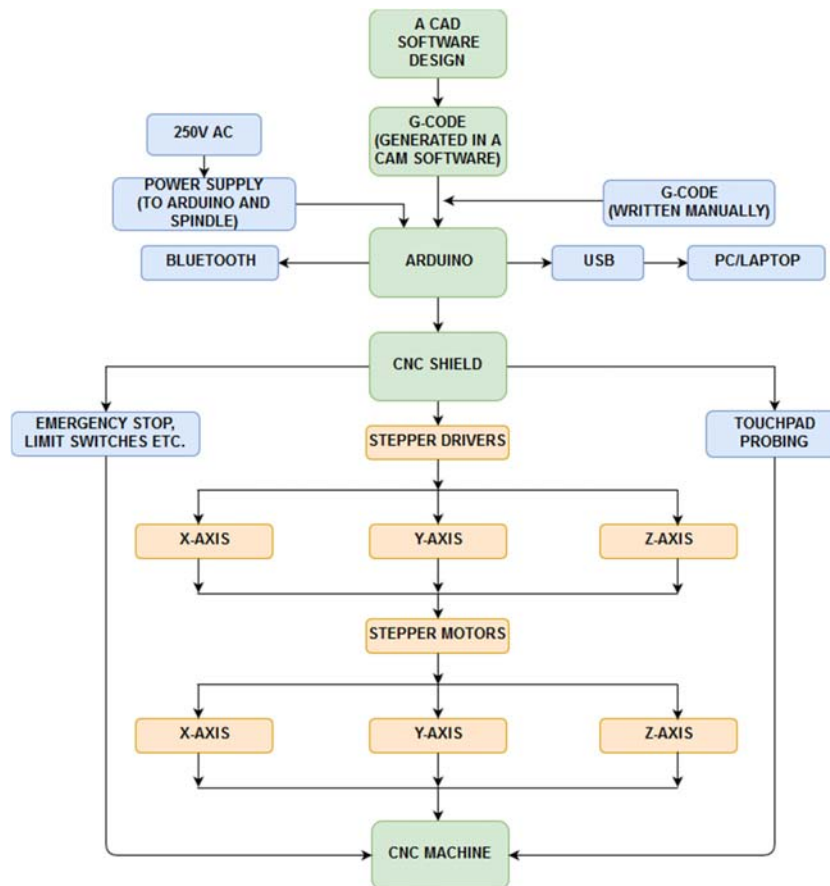 A CAD
SOFTWARE
DESIGN
G-CODE
(GENERATED IN A
CAM SOFTWARE)
250V AC
POWER SUPPLY
(TO ARDUINO AND
SPINDLE)
G-CODE
(WRITTEN MANUALLY)
BLUETOOTH
ARDUINO
USB
PC/LAPTOP
CNC SHIELD
EMERGENCY STOP,
LIMIT SWITCHES ETC.
STEPPER DRIVERS
TOUCHPAD
PROBING
X-AXIS
Y-AXIS
Z-AXIS
STEPPER MOTORS
X-AXIS
Y-AXIS
Z-AXIS
CNC MACHINE